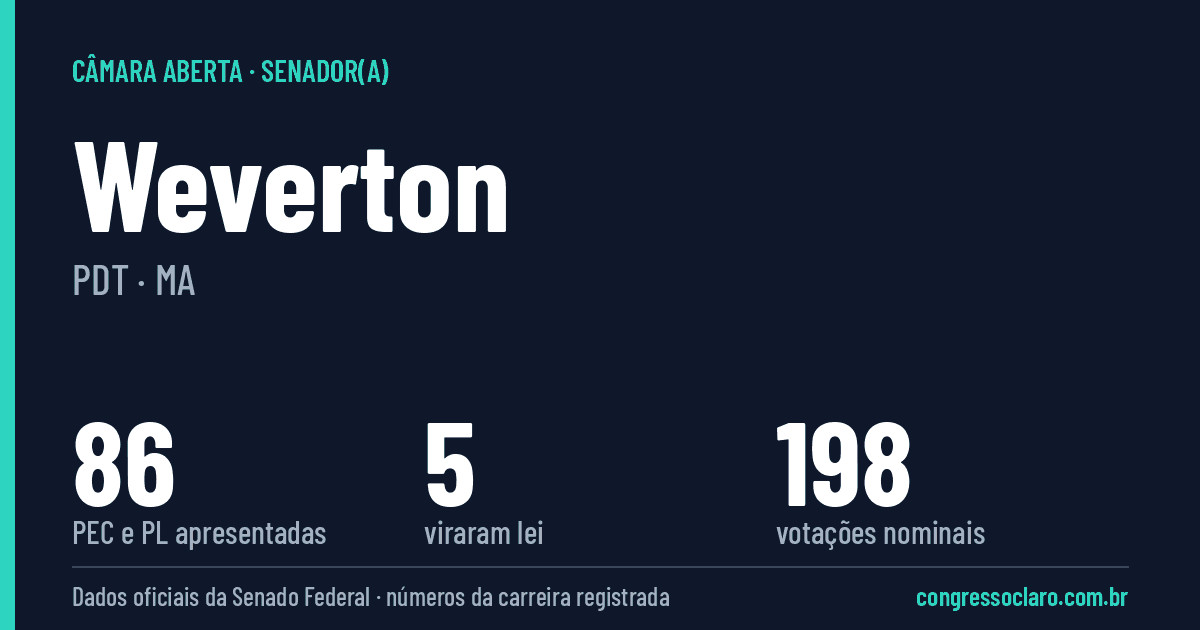 CÂMARA ABERTA · SENADOR(A)
Weverton
PDT · MA
86 5 198
PEC e PL apresentadas viraram lei votações nominais
Dados oficiais da Senado Federal · números da carreira registrada congressoclaro.com.br